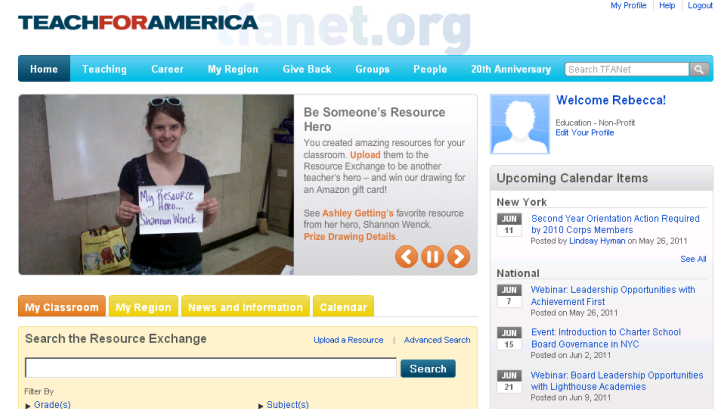 My Profile | Help | Logout
TEACHFORAMERICA
tfanet.org
Home Teaching Career My Region Give Back Groups People 20th Anniversary Search TFANet
Be Someone's Resource
Hero
You created amazing resources for your
classroom. Upload them to the
Resource Exchange to be another
teacher's hero – and win our drawing for
an Amazon gift card!
See Ashley Getting's favorite resource
from her hero, Shannon Wenck.
Prize Drawing Details.
My Resource
Hero...
Shannon Wenck
Welcome Rebecca!
Education - Non-Profit
Edit Your Profile
Upcoming Calendar Items
New York
JUN
11
Second Year Orientation Action Required
by 2010 Corps Members
Posted by Lindsay Hyman on May 26, 2011
See All
National
JUN
7
Webinar: Leadership Opportunities with
Achievement First
Posted on May 26, 2011
JUN
15
Event: Introduction to Charter School
Board Governance in NYC
Posted on Jun 2, 2011
JUN
21
Webinar: Board Leadership Opportunities
with Lighthouse Academies
Posted on Jun 9, 2011
My Classroom My Region News and Information Calendar
Search the Resource Exchange Upload a Resource | Advanced Search
Search
Filter By
Grade(s) Subject(s)